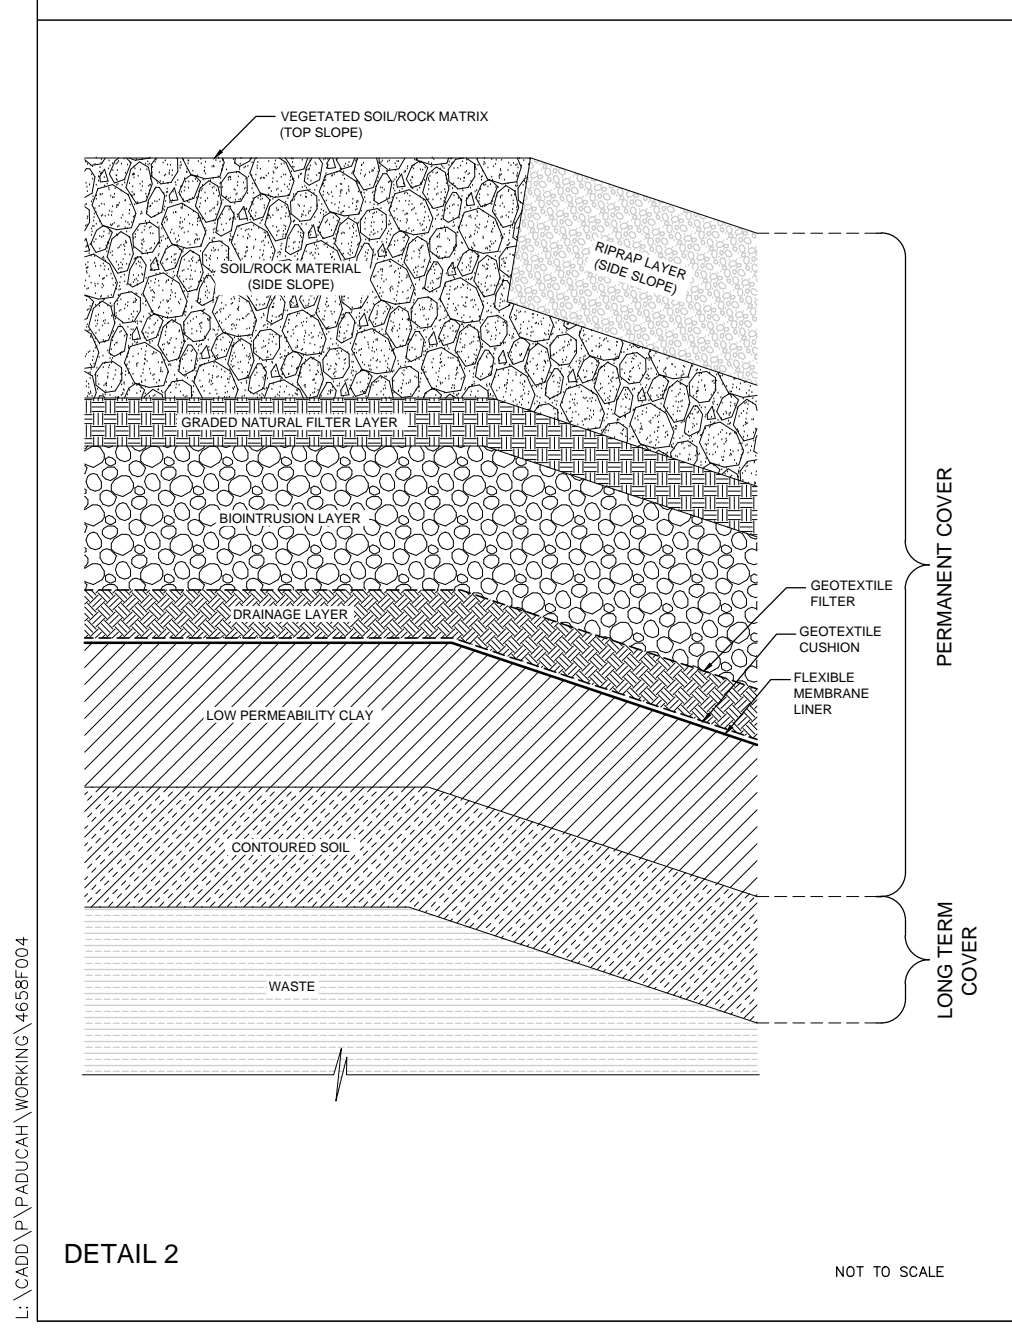 VEGETATED SOIL/ROCK MATRIX
(TOP SLOPE)
RIPRAP LAYER
(SIDE SLOPE)
SOIL/ROCK MATERIAL
(SIDE SLOPE)
GRADED NATURAL FILTER LAYER
BIOINTRUSION LAYER
DRAINAGE LAYER
GEOTEXTILE
FILTER
GEOTEXTILE
CUSHION
FLEXIBLE
MEMBRANE
LINER
LOW PERMEABILITY CLAY
CONTOURED SOIL
WASTE
PERMANENT COVER
LONG TERM
COVER
L:\CADD\P\PADUCAH\WORKING\4658F004
DETAIL 2
NOT TO SCALE